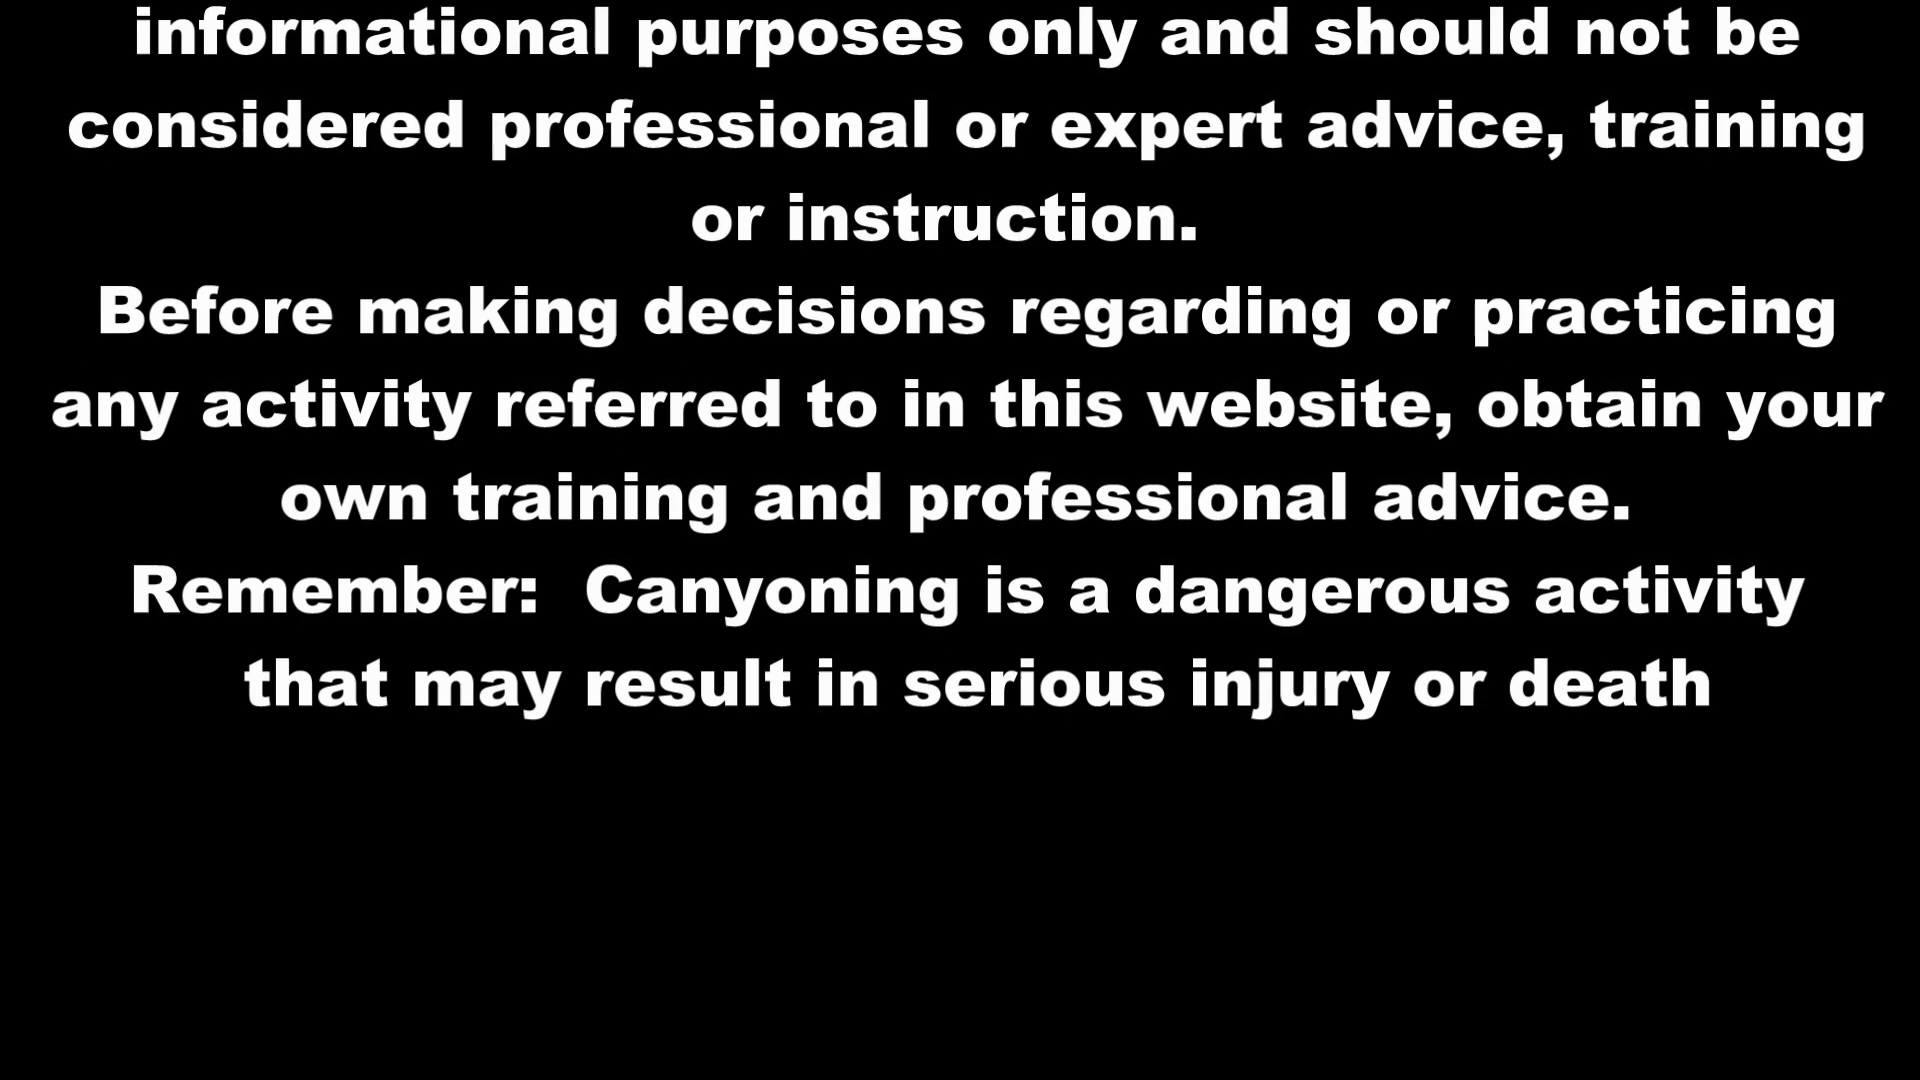 informational purposes only and should not be
considered professional or expert advice, training
or instruction.
Before making decisions regarding or practicing
any activity referred to in this website, obtain your
own training and professional advice.
Remember:  Canyoning is a dangerous activity
that may result in serious injury or death